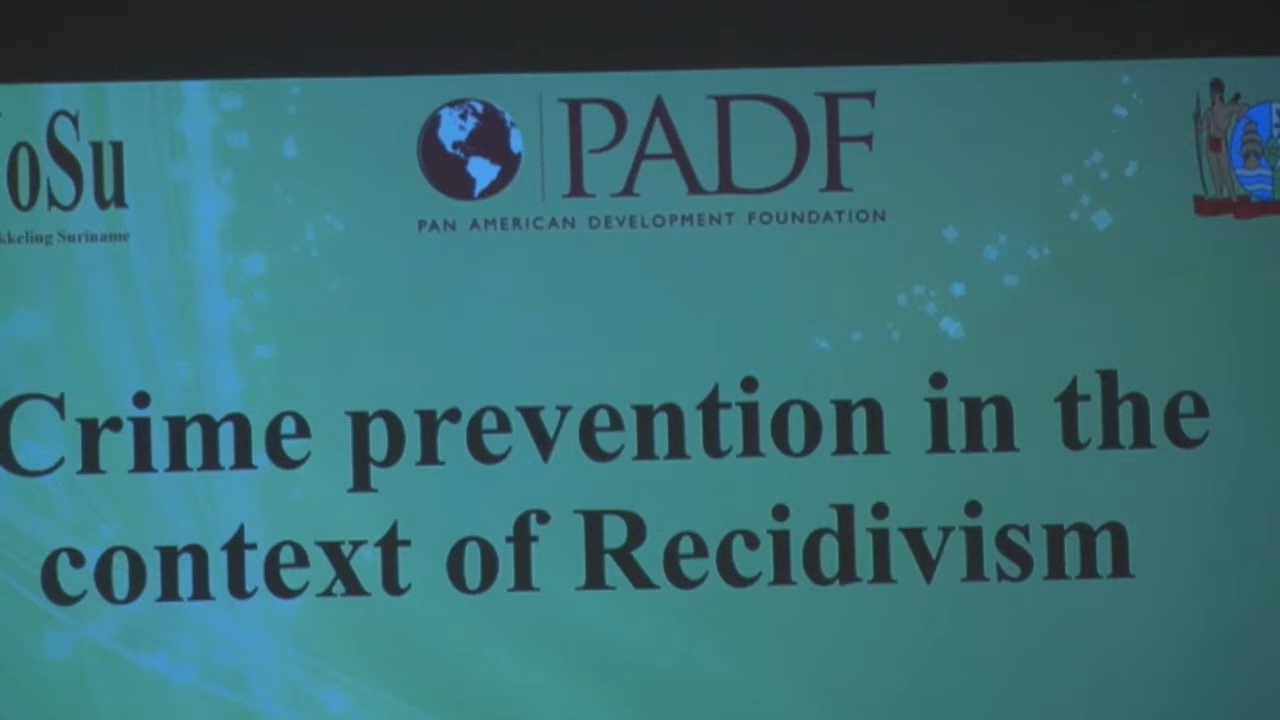 oSu
PADF
kkeling Suriname
PAN AMERICAN DEVELOPMENT FOUNDATION
Crime prevention in the
context of Recidivism